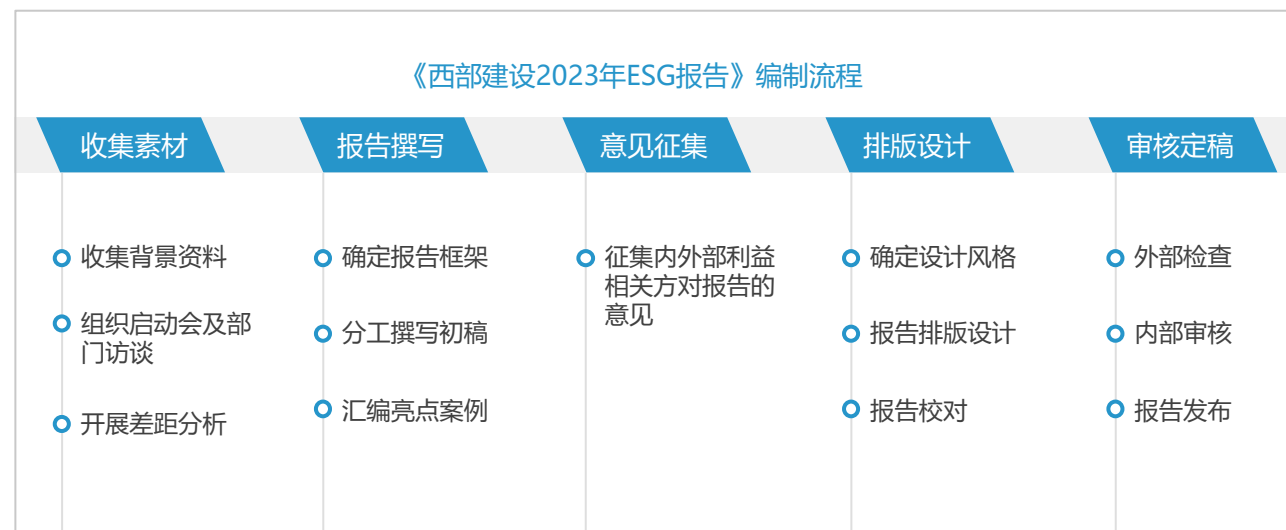 《西部建设2023年ESG报告》编制流程
收集素材
收集背景资料
组织启动会及部
门访谈
开展差距分析
报告撰写
确定报告框架
分工撰写初稿
汇编亮点案例
意见征集
征集内外部利益
相关方对报告的
意见
排版设计
确定设计风格
报告排版设计
报告校对
审核定稿
外部检查
内部审核
报告发布